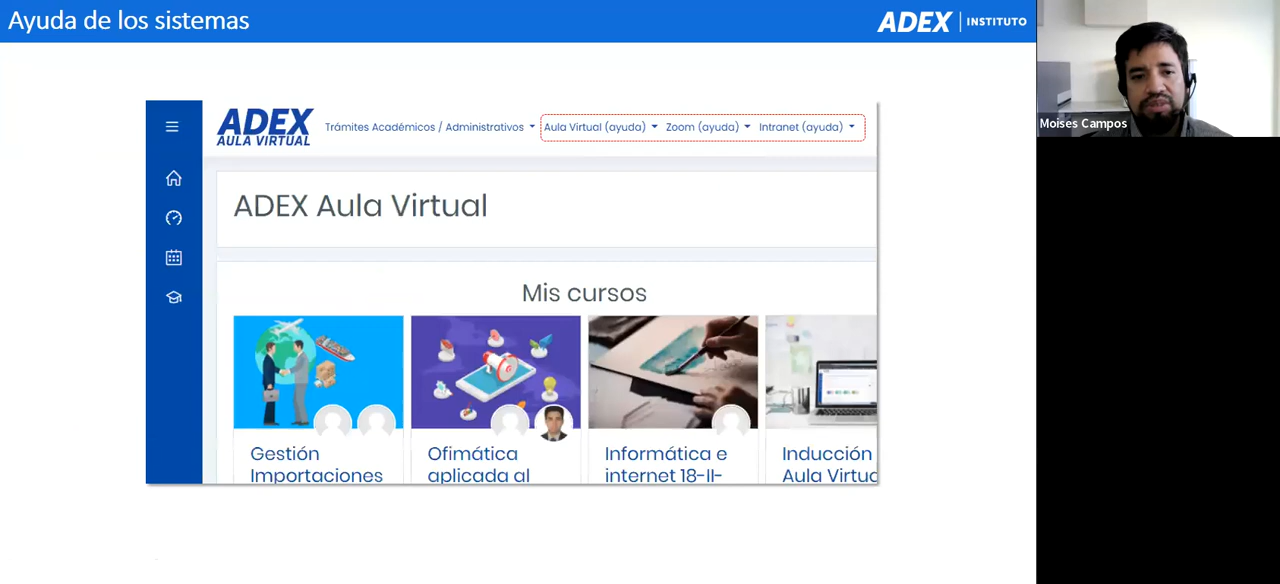 Ayuda de los sistemas
ADEX | INSTITUTO
Moises Campos
ADEX
AULA VIRTUAL
Trámites Académicos / Administrativos
Aula Virtual (ayuda)
Zoom (ayuda)
Intranet (ayuda)
ADEX Aula Virtual
Mis cursos
Gestión
Importaciones
Ofimática
aplicada al
Informática e
internet 18-II-
Inducción
Aula Virtua